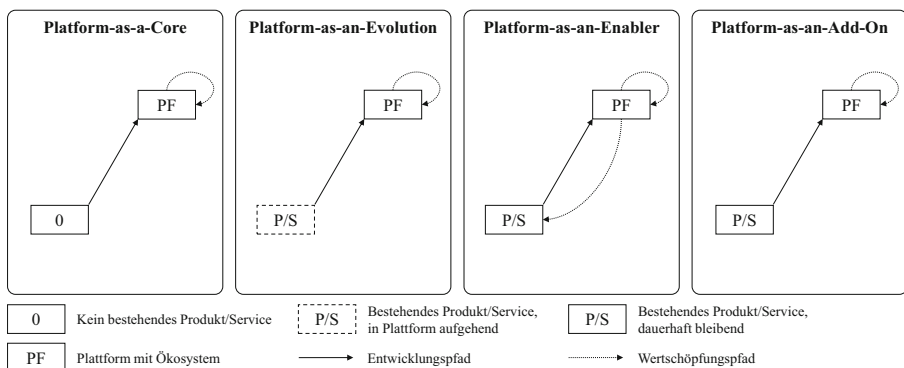 Platform-as-a-Core
Platform-as-an-Evolution
Platform-as-an-Enabler
Platform-as-an-Add-On
PF
PF
PF
PF
0
P/S
P/S
P/S
0
Kein bestehendes Produkt/Service
P/S
Bestehendes Produkt/Service,
in Plattform aufgehend
P/S
Bestehendes Produkt/Service,
dauerhaft bleibend
PF
Plattform mit Ökosystem
Entwicklungspfad
Wertschöpfungspfad